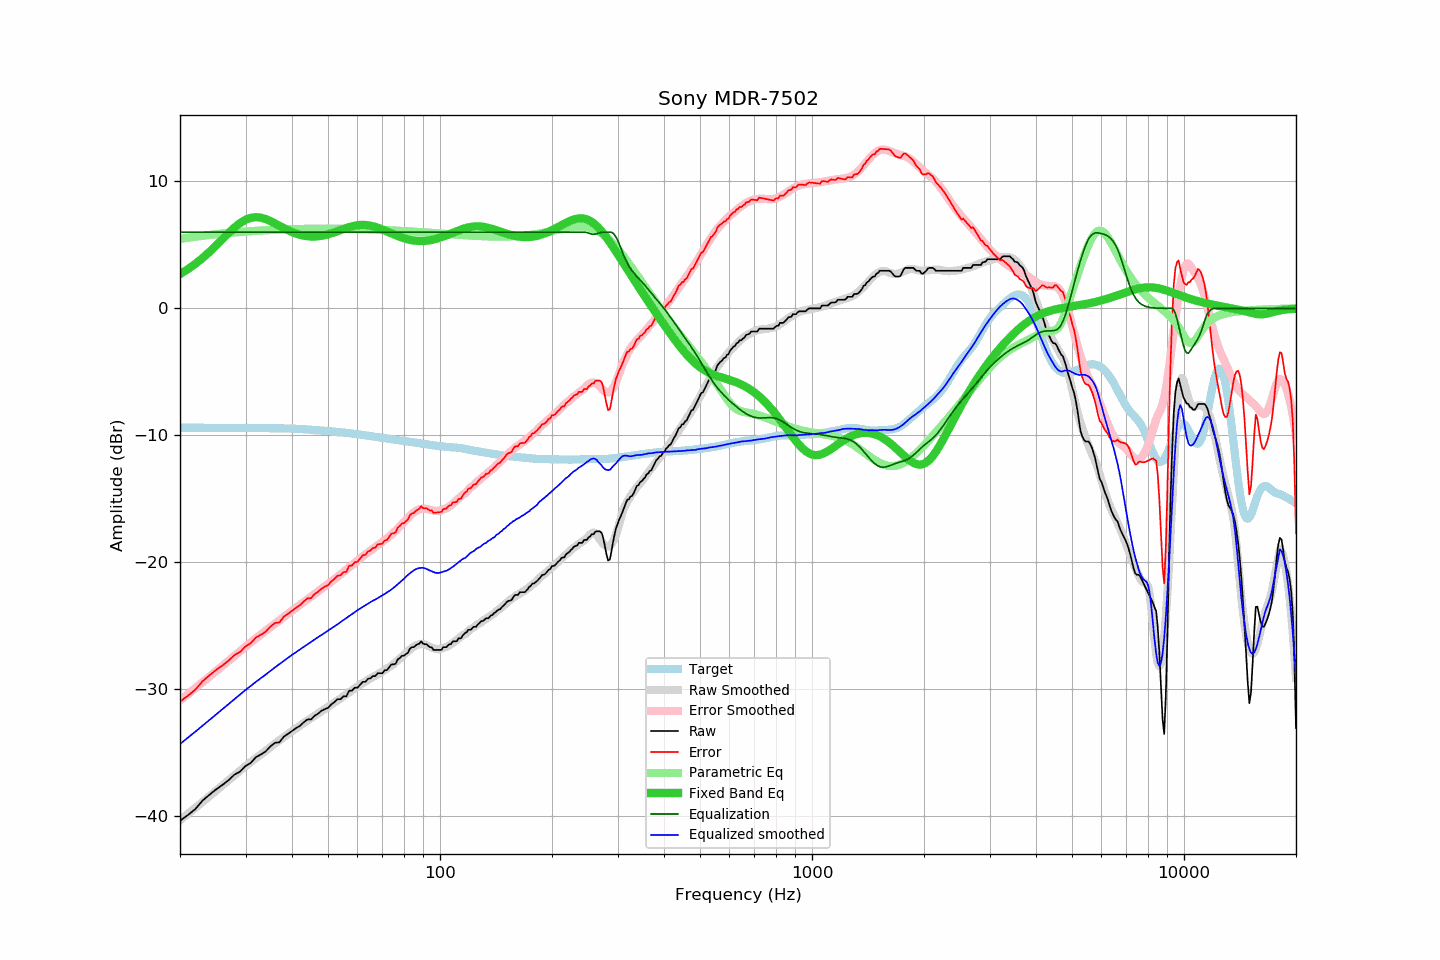 Sony MDR-7502
Amplitude (dBr)
10
0
−10
−20
−30
−40
Target
Raw Smoothed
Error Smoothed
Raw
Error
Parametric Eq
Fixed Band Eq
Equalization
Equalized smoothed
100
1000
10000
Frequency (Hz)